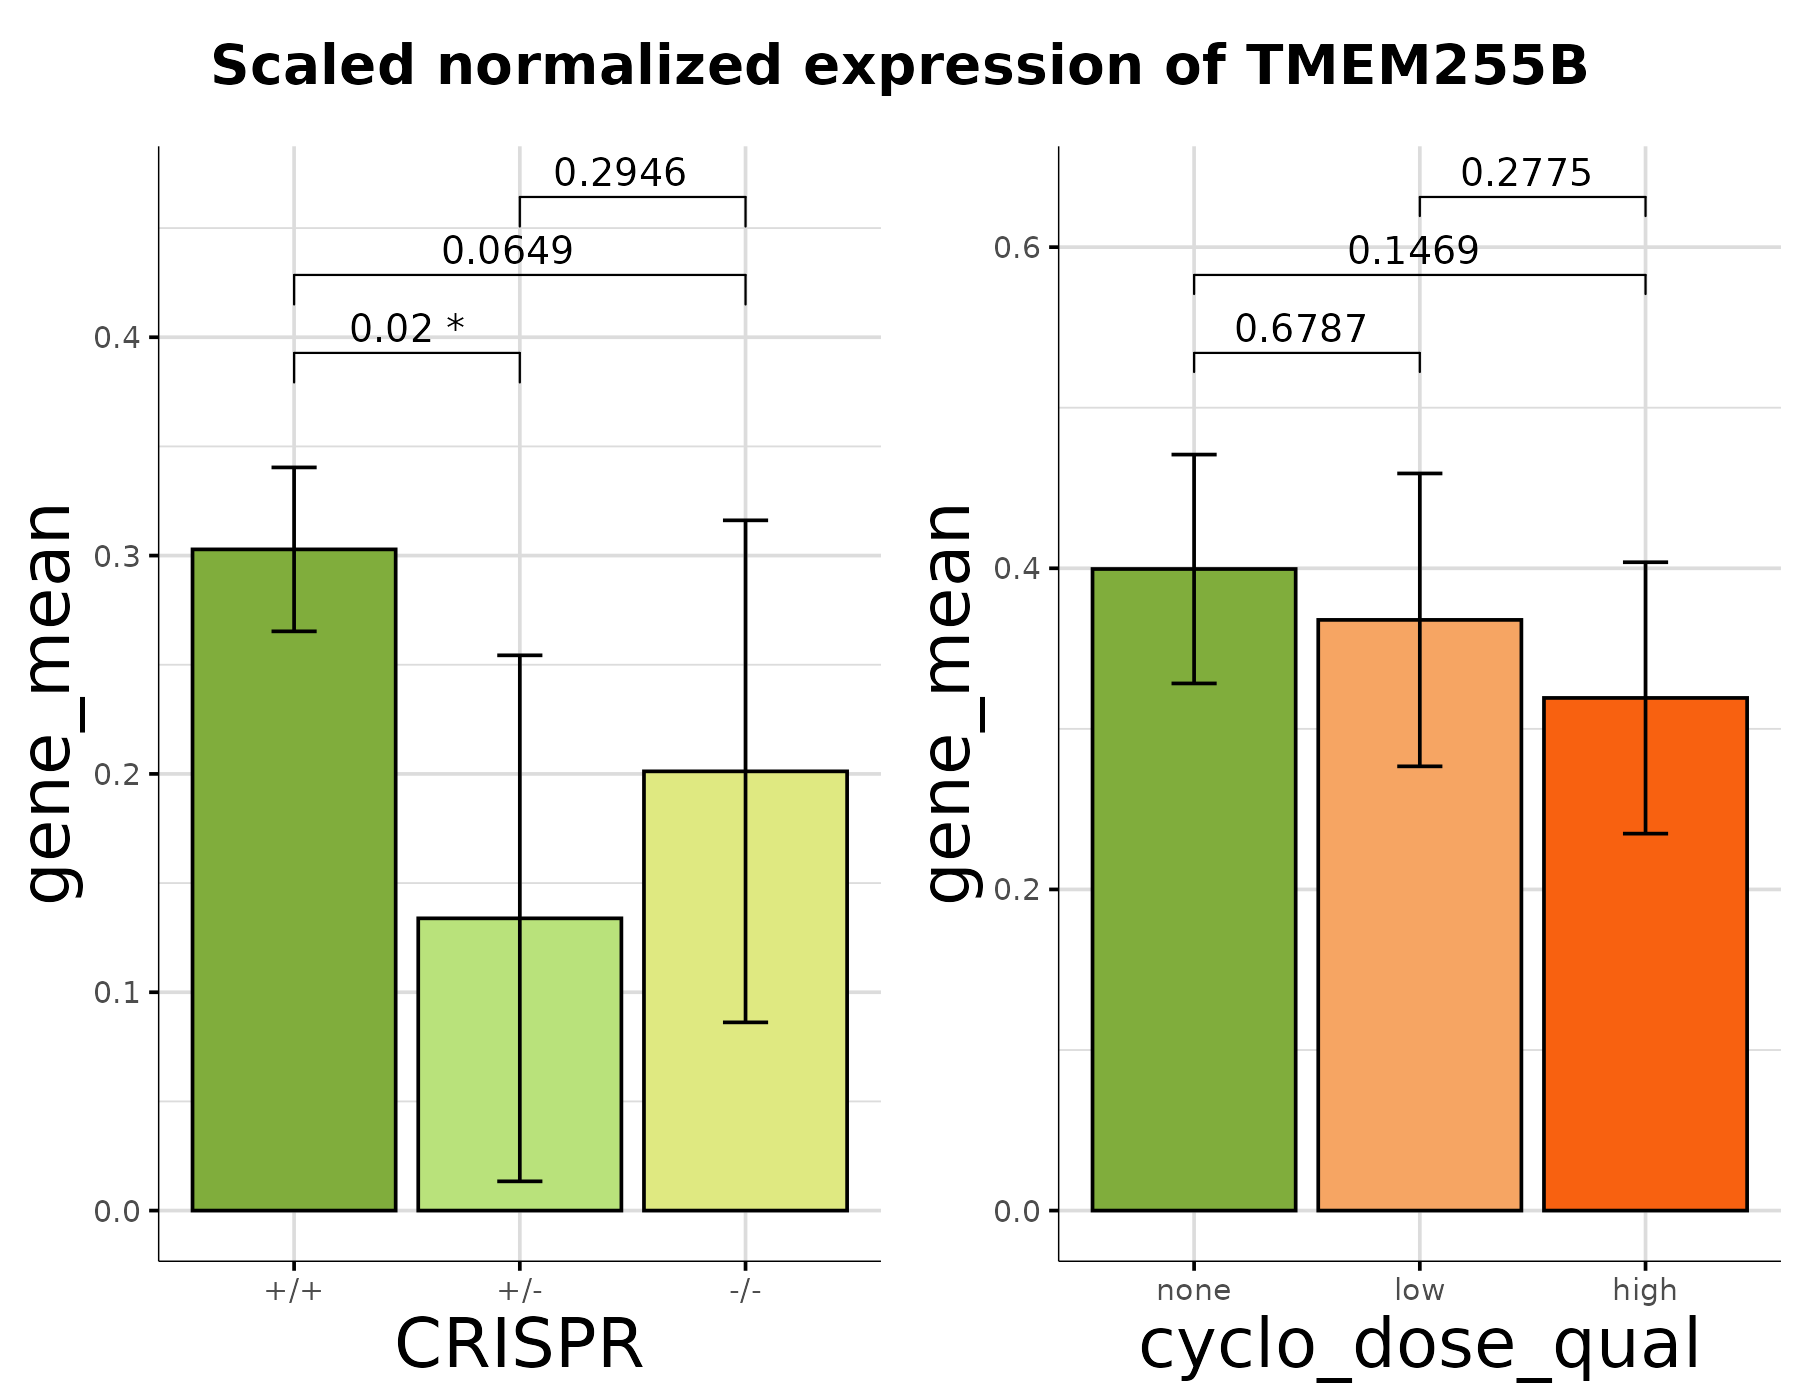 Scaled normalized expression of TMEM255B
gene_mean
0.4
0.3
0.2
0.1
0.0
0.2946
0.0649
0.02 *
+/+ +/- -/-
CRISPR
gene_mean
0.6
0.4
0.2
0.0
0.2775
0.1469
0.6787
none low high
cyclo_dose_qual